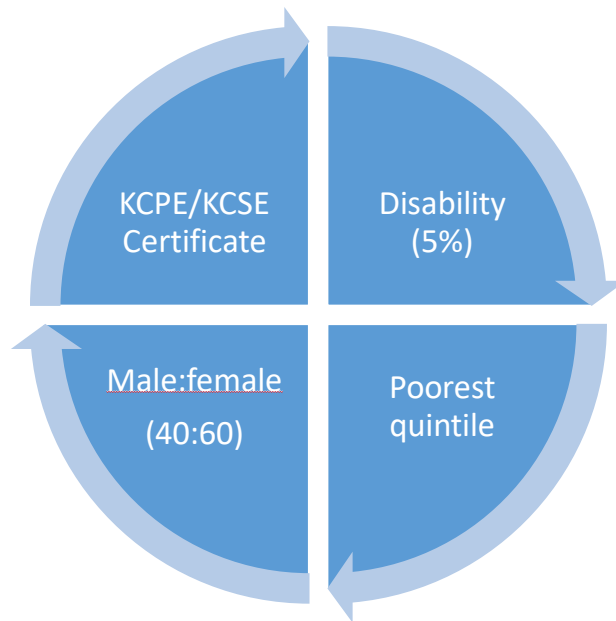 KCPE/KCSE
Certificate
Disability
(5%)
Male:female
(40:60)
Poorest
quintile